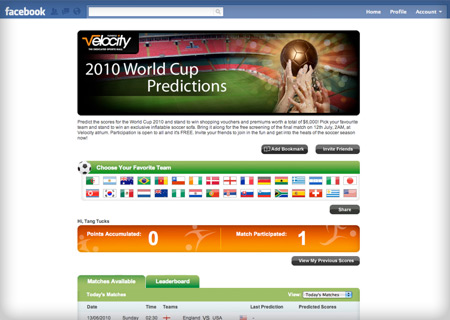 facebook
Home Profile Account
Velocity
2010 World Cup
Predictions
Predict the scores for the World Cup 2010 and stand to win shopping vouchers and premiums worth a total of $6,000! Pick your favourite
team and stand to win an exclusive inflatable soccer sofa. Bring it along for the free screening of the final match on 12th July, 2AM, at
Velocity atrium. Participation is open to all and it's FREE. Invite your friends to join in the fun and get into the heats of the soccer season
now!
Add Bookmark Invite Friends
Choose Your Favorite Team
Share
Hi, Tang Tucks
Points Accumulated: 0 Match Participated: 1
View My Previous Scores
Matches Available Leaderboard
Today's Matches View: Today's Matches
Date Time Teams Last Prediction Predicted Scores
13/06/2010 Sunday 02:30 England VS. USA -